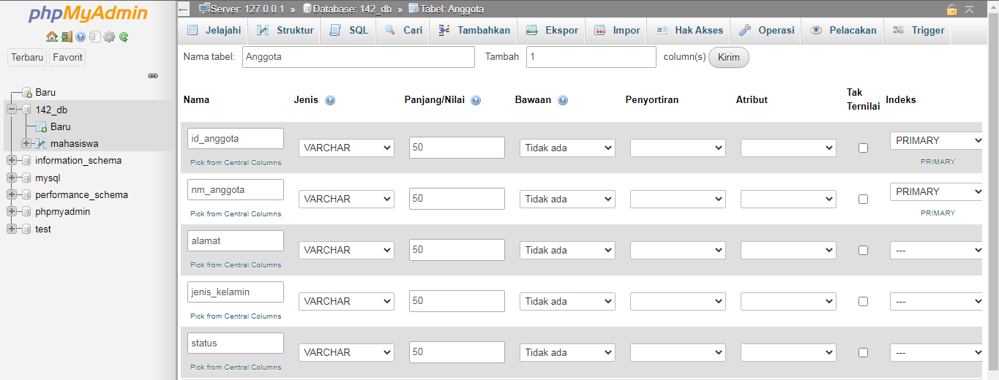 phpMyAdmin
Terbaru Favorit
Baru
142_db
Baru
mahasiswa
information_schema
mysql
performance_schema
phpmyadmin
test
Server: 127.0.0.1 » Database: 142_db » Tabel: Anggota
Jelajahi Struktur SQL Cari Tambahkan Ekspor Impor Hak Akses Operasi Pelacakan Trigger
Nama tabel: Anggota Tambah 1 column(s) Kirim
Nama Jenis Panjang/Nilai Bawaan Penyortiran Atribut Tak Ternilai Indeks
id_anggota VARCHAR 50 Tidak ada PRIMARY
Pick from Central Columns PRIMARY
nm_anggota VARCHAR 50 Tidak ada PRIMARY
Pick from Central Columns PRIMARY
alamat VARCHAR 50 Tidak ada ---
Pick from Central Columns
jenis_kelamin VARCHAR 50 Tidak ada ---
Pick from Central Columns
status VARCHAR 50 Tidak ada ---
Pick from Central Columns